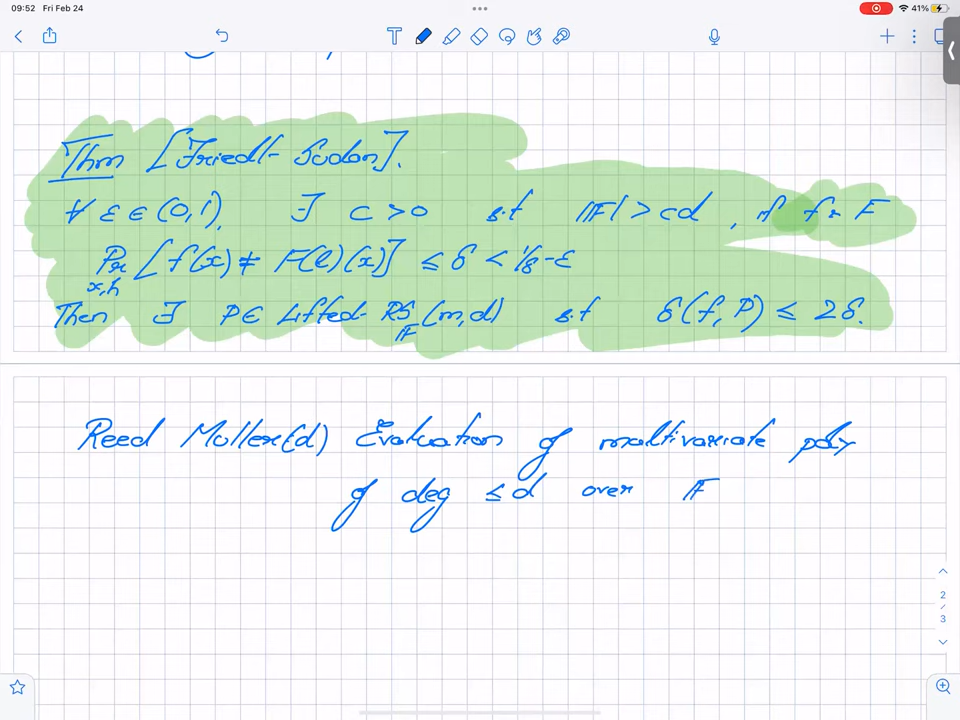 09:52 Fri Feb 24
41%
Thm [Friedl-Sudan].
∀ ε ∈ (0,1), ∃ c > 0 s.t |F| > cd , if f: F
Pr x,h [f(x) ≠ F(l)(x)] ≤ δ < 1/8-ε
Then ∃ P ∈ Lifted-RS F (m,d) s.t δ(f,P) ≤ 2δ.
Reed Muller(d) Evaluation of multivariate poly
of deg ≤ d over F
2
/
3